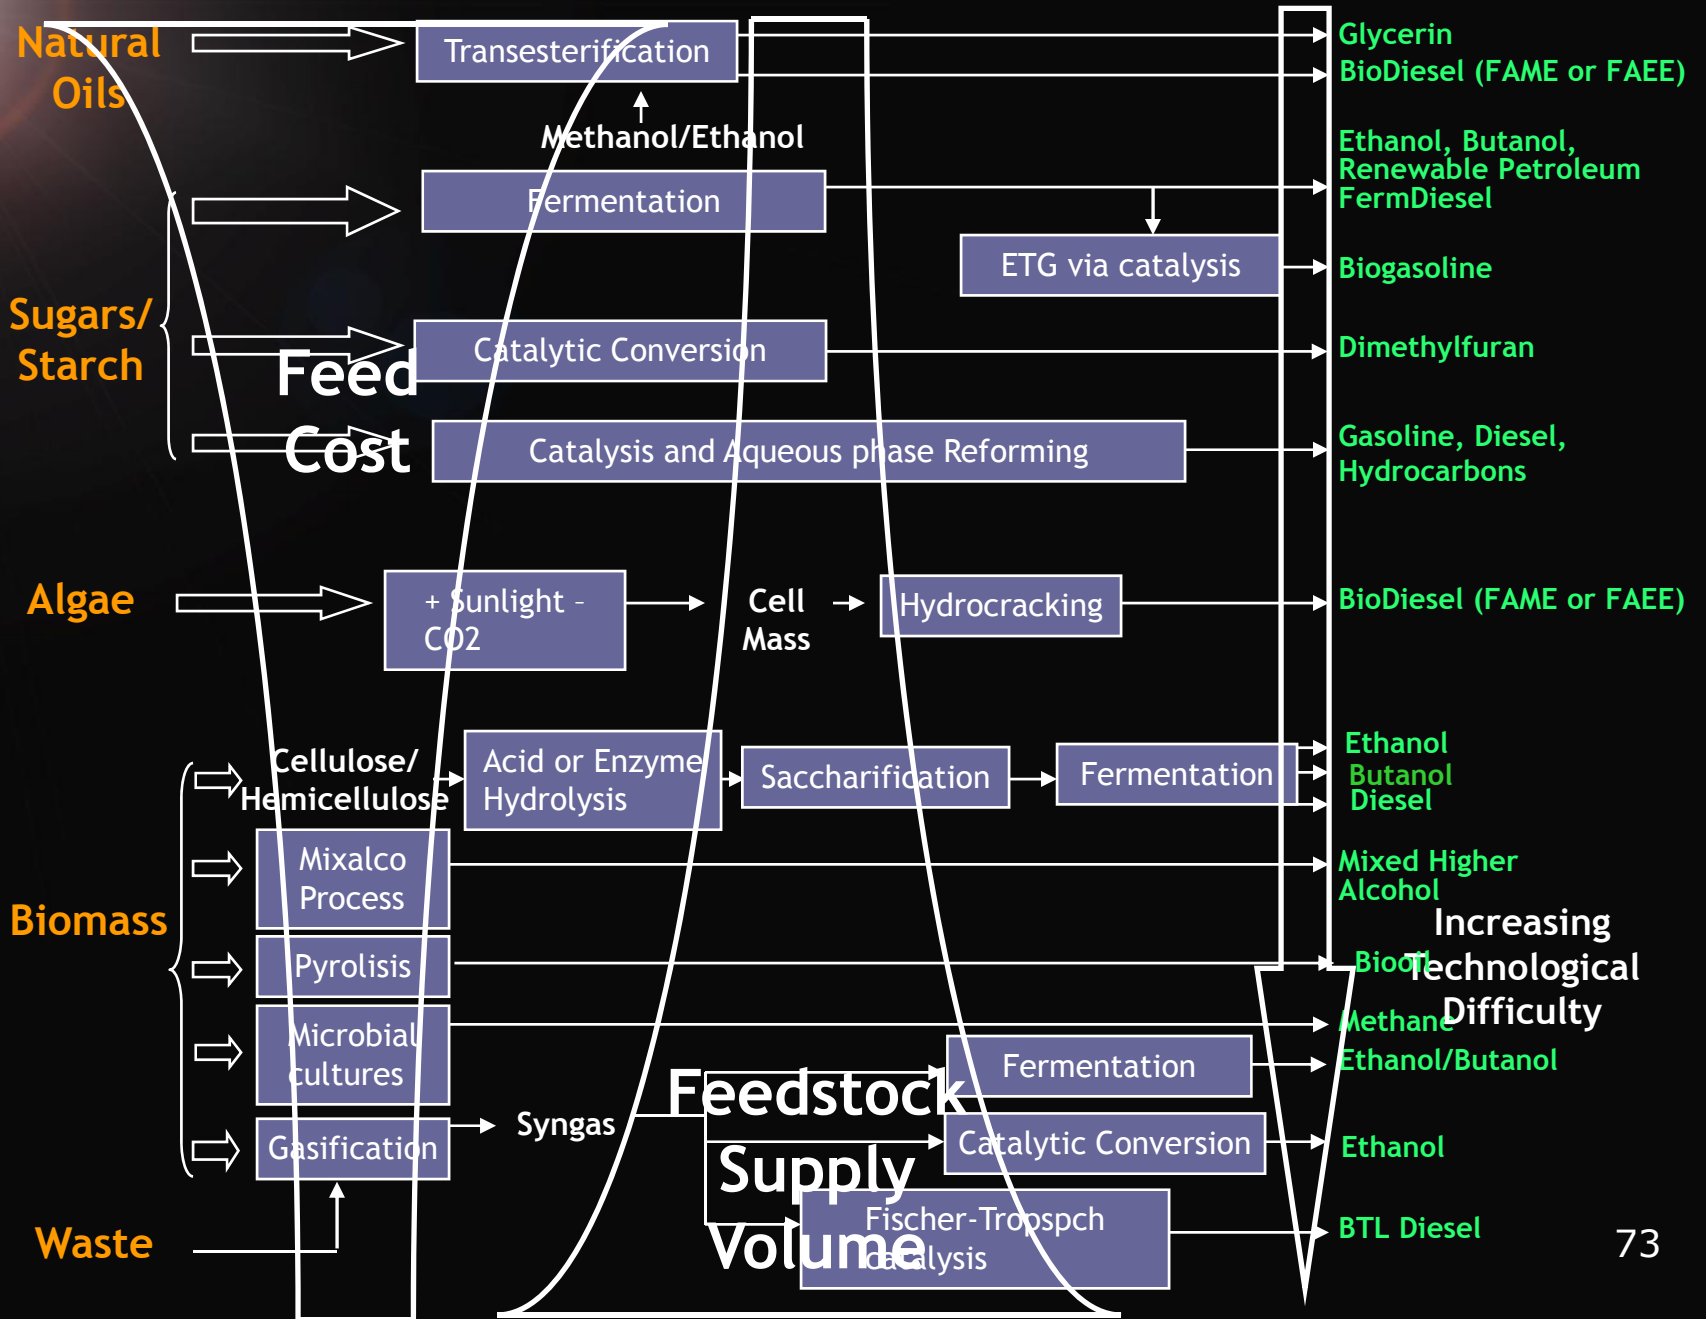 Natural
Oils
Transesterification
Glycerin
BioDiesel (FAME or FAEE)
Methanol/Ethanol
Sugars/
Starch
Fermentation
Ethanol, Butanol,
Renewable Petroleum
FermDiesel
ETG via catalysis
Biogasoline
Catalytic Conversion
Dimethylfuran
Feed
Cost
Catalysis and Aqueous phase Reforming
Gasoline, Diesel,
Hydrocarbons
Algae
+ Sunlight –
CO2
Cell
Mass
Hydrocracking
BioDiesel (FAME or FAEE)
Biomass
Cellulose/
Hemicellulose
Acid or Enzyme
Hydrolysis
Saccharification
Fermentation
Ethanol
Butanol
Diesel
Mixalco
Process
Mixed Higher
Alcohol
Increasing
Technological
Difficulty
Pyrolisis
Biooil
Microbial
cultures
Methane
Fermentation
Ethanol/Butanol
Feedstock
Supply
Volume
Gasification
Syngas
Catalytic Conversion
Ethanol
Fischer-Tropspch
catalysis
BTL Diesel
Waste
73